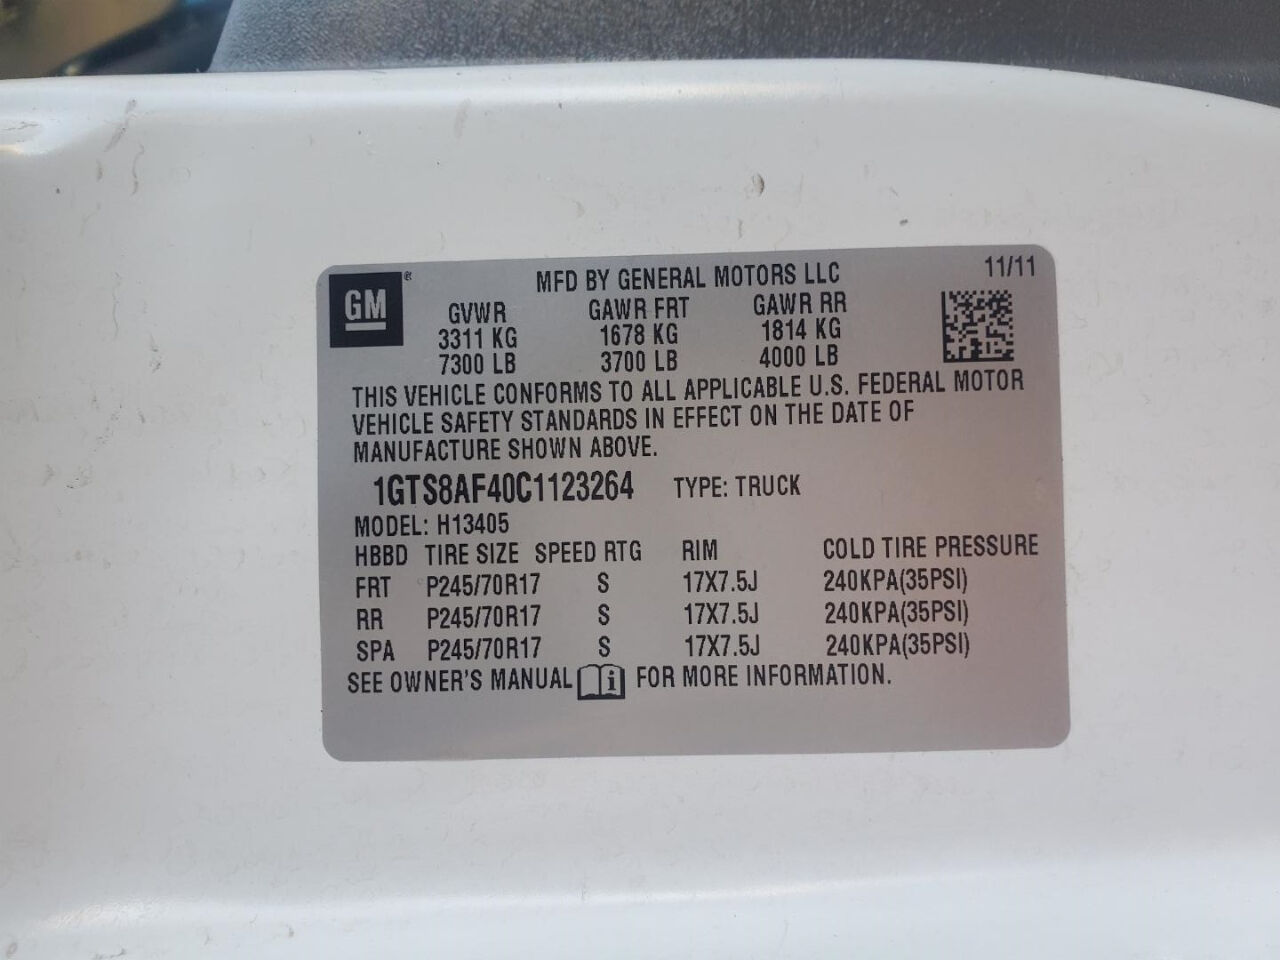 GM ®
MFD BY GENERAL MOTORS LLC 11/11
GVWR GAWR FRT GAWR RR
3311 KG 1678 KG 1814 KG
7300 LB 3700 LB 4000 LB
THIS VEHICLE CONFORMS TO ALL APPLICABLE U.S. FEDERAL MOTOR
VEHICLE SAFETY STANDARDS IN EFFECT ON THE DATE OF
MANUFACTURE SHOWN ABOVE.
1GTS8AF40C1123264 TYPE: TRUCK
MODEL: H13405
HBBD TIRE SIZE SPEED RTG RIM COLD TIRE PRESSURE
FRT P245/70R17 S 17X7.5J 240KPA(35PSI)
RR P245/70R17 S 17X7.5J 240KPA(35PSI)
SPA P245/70R17 S 17X7.5J 240KPA(35PSI)
SEE OWNER'S MANUAL i FOR MORE INFORMATION.